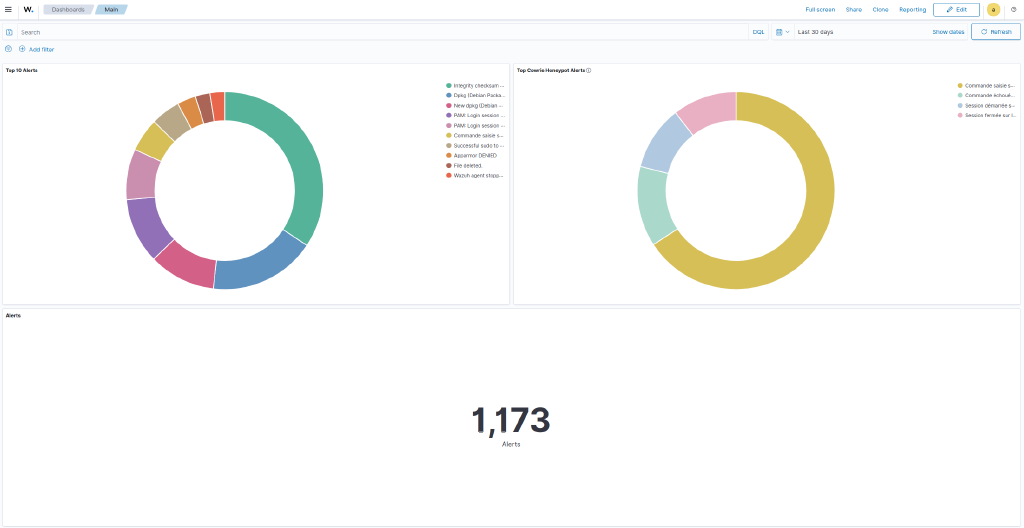 W.
Dashboards
Main
Full screen
Share
Clone
Reporting
Edit
a
Search
DQL
Last 30 days
Show dates
Refresh
Add filter
Top 10 Alerts
Integrity checksum ...
Dpkg (Debian Packa...
New dpkg (Debian ...
PAM: Login session ...
PAM: Login session ...
Commande saisie s...
Successful sudo to ...
Apparmor DENIED
File deleted.
Wazuh agent stopp...
Top Cowrie Honeypot Alerts
Commande saisie s...
Commande échoué...
Session démarrée s...
Session fermée sur l...
Alerts
1,173
Alerts